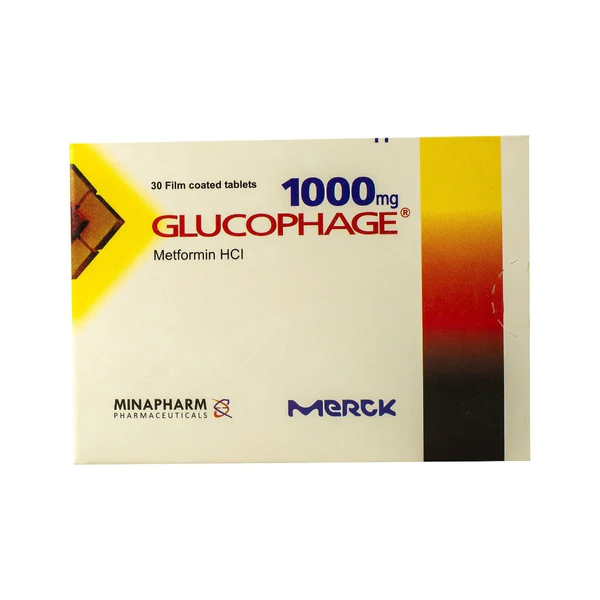 30 Film coated tablets
1000mg
GLUCOPHAGE®
Metformin HCl
MINAPHARM
PHARMACEUTICALS
MERCK